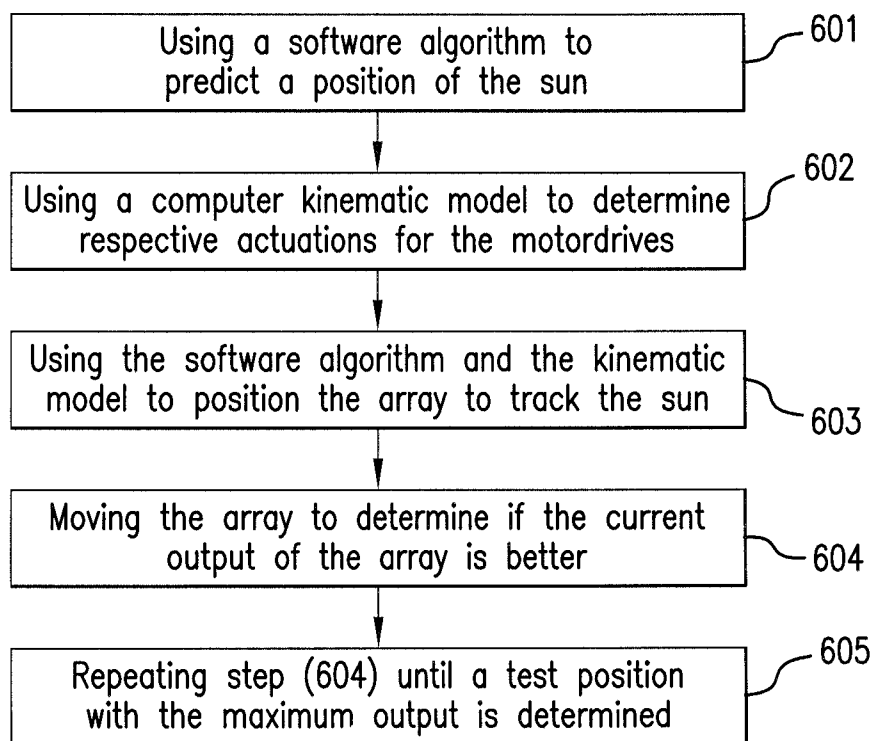 Using a software algorithm to
predict a position of the sun
601
Using a computer kinematic model to determine
respective actuations for the motordrives
602
Using the software algorithm and the kinematic
model to position the array to track the sun
603
Moving the array to determine if the current
output of the array is better
604
Repeating step (604) until a test position
with the maximum output is determined
605